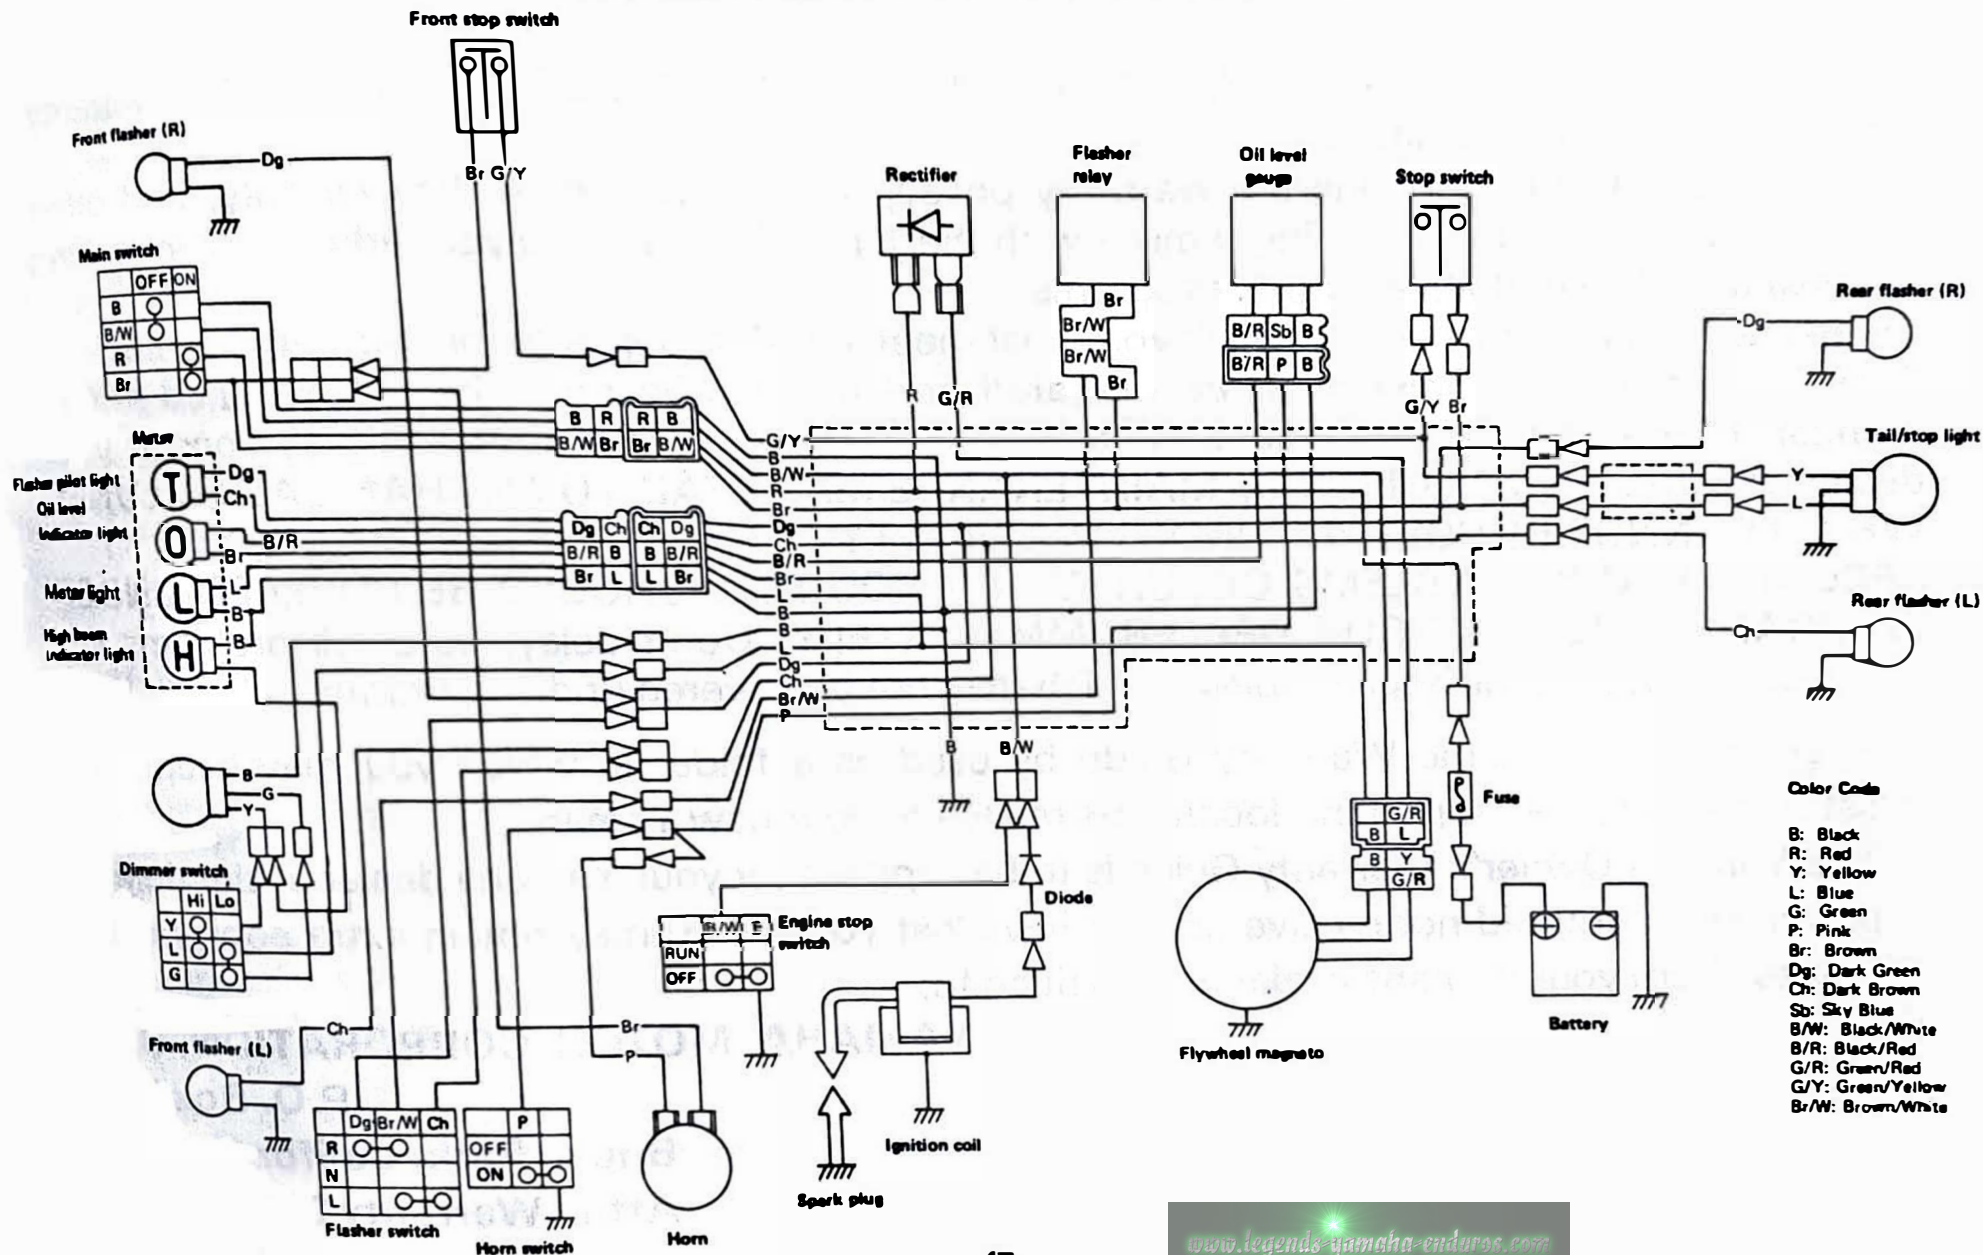 Front stop switch
Front flasher (R)
Dg
Br G/Y
Main switch
OFF ON
B
B/W
R
Br
Rectifier
Flasher
relay
Oil level
gauge
Stop switch
Br
Br/W
Br/W
Br
B/R Sb B
B/R P B
R G/R
G/Y Br
Rear flasher (R)
Dg
Tail/stop light
Y
L
Rear flasher (L)
Ch
B R R B
B/W Br Br B/W
Flasher pilot light
Oil level
Indicator light
Meter light
High beam
Indicator light
T
O
L
H
Dg
Ch
B/R
Br
L
B
B
Dg Ch Ch Dg
B/R B B B/R
Br L L Br
G/Y
B
B/W
R
Br
Dg
Ch
B/R
Br
L
B
B
L
Dg
Ch
Br/W
P
B B/W
B
G
Y
Dimmer switch
Hi Lo
Y
L
G
Diode
Engine stop
switch
RUN
OFF
G/R
B L
B Y
G/R
Fuse
Battery
Flywheel magneto
Ignition coil
Spark plug
Ch
Front flasher (L)
Br
P
Dg Br/W Ch
R
N
L
Flasher switch
P
OFF
ON
Horn switch
Horn
Color Code
B: Black
R: Red
Y: Yellow
L: Blue
G: Green
P: Pink
Br: Brown
Dg: Dark Green
Ch: Dark Brown
Sb: Sky Blue
B/W: Black/White
B/R: Black/Red
G/R: Green/Red
G/Y: Green/Yellow
Br/W: Brown/White
www.legends-yamaha-enduros.com